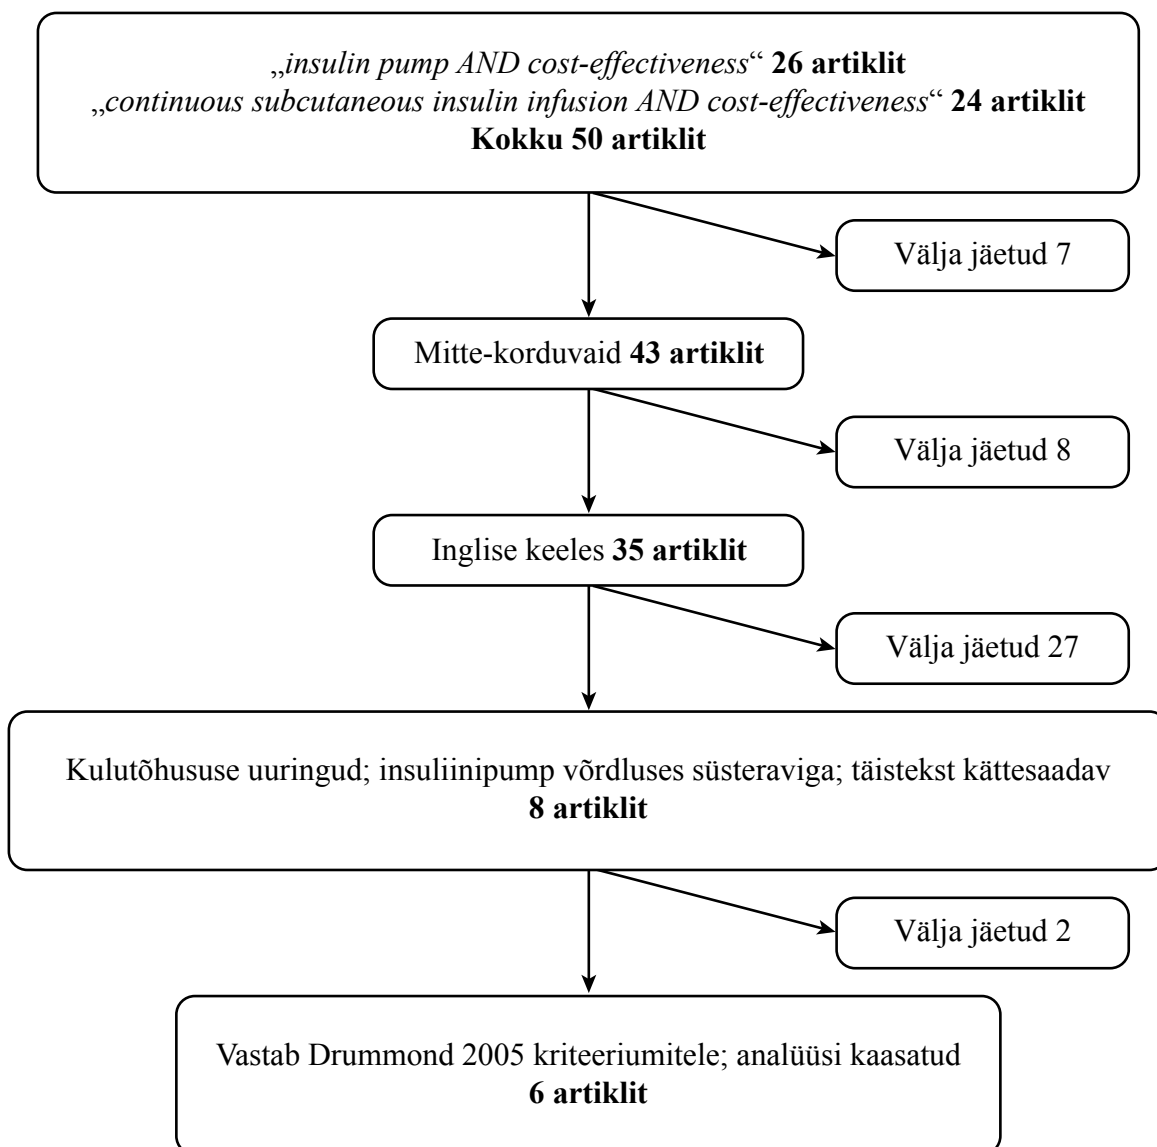 „insulin pump AND cost-effectiveness“ 26 artiklit
„continuous subcutaneous insulin infusion AND cost-effectiveness“ 24 artiklit
Kokku 50 artiklit
Välja jäetud 7
Mitte-korduvaid 43 artiklit
Välja jäetud 8
Inglise keeles 35 artiklit
Välja jäetud 27
Kulutõhususe uuringud; insuliinipump võrdluses süsteraviga; täistekst kättesaadav
8 artiklit
Välja jäetud 2
Vastab Drummond 2005 kriteeriumitele; analüüsi kaasatud
6 artiklit